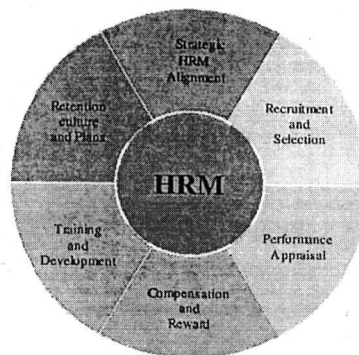 Strategic
HRM
Alignment
Recruitment
and
Selection
Performance
Appraisal
Compensation
and
Reward
Training
and
Development
Retention
culture
and Plans
HRM